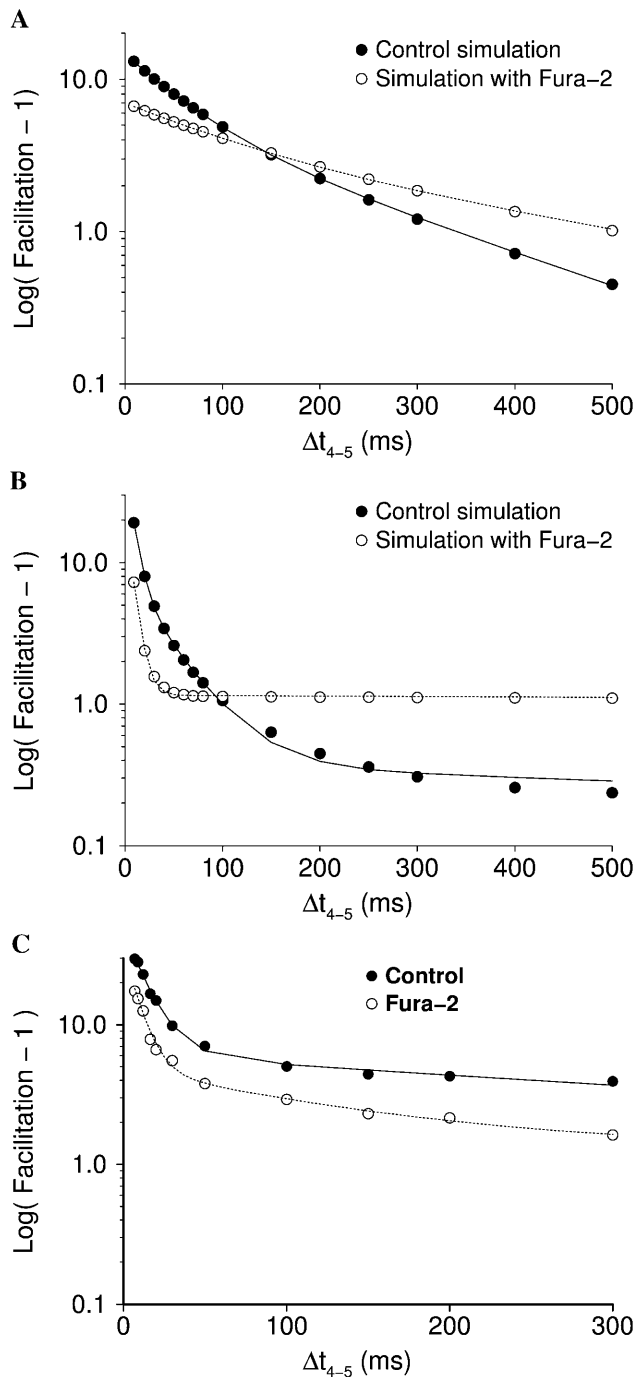 A
Control simulation
Simulation with Fura−2
10.0
1.0
0.1
Log( Facilitation − 1)
0 100 200 300 400 500
Δt4−5 (ms)
B
Control simulation
Simulation with Fura−2
10.0
1.0
0.1
Log( Facilitation − 1)
0 100 200 300 400 500
Δt4−5 (ms)
C
Control
Fura−2
10.0
1.0
0.1
Log( Facilitation − 1)
0 100 200 300
Δt4−5 (ms)